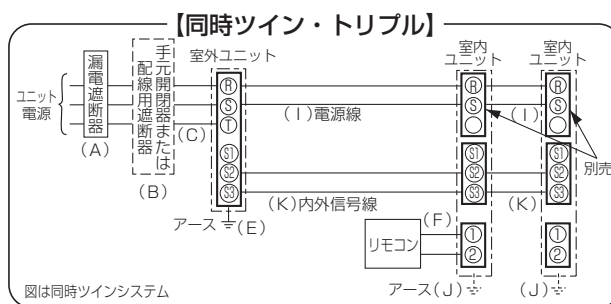 【同時ツイン・トリプル】
ユニット
電源
漏電遮断器
(A)
手元開閉器または
配線用遮断器
(B)
(C)
室外ユニット
R
S
T
S1
S2
S3
アース
(E)
(I)電源線
(K)内外信号線
室内
ユニット
R
S
S1
S2
S3
1
2
(F)
リモコン
アース(J)
(I)
(K)
室内
ユニット
R
S
S1
S2
S3
1
2
(J)
別売
図は同時ツインシステム